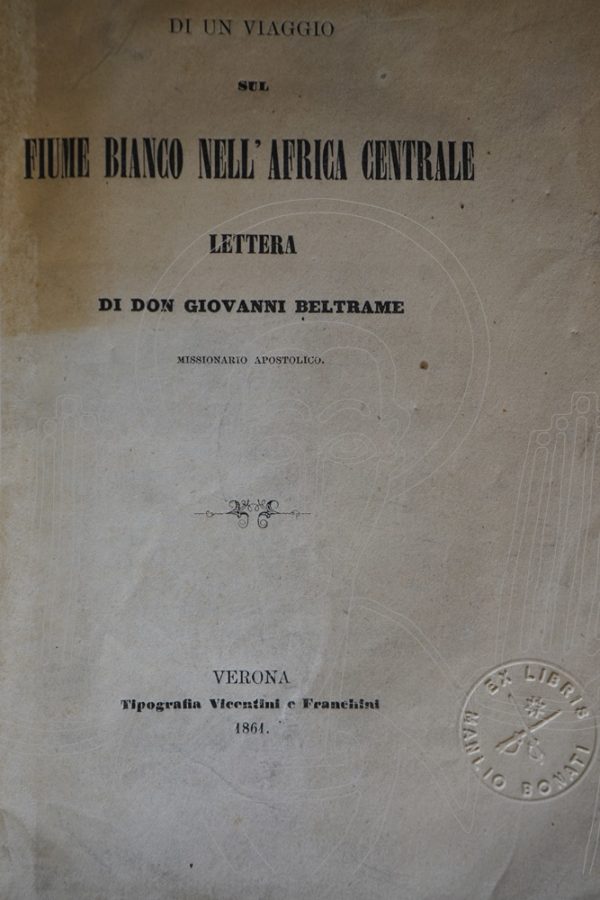 DI UN VIAGGIO
SUL
FIUME BIANCO NELL'AFRICA CENTRALE
LETTERA
DI DON GIOVANNI BELTRAME
MISSIONARIO APOSTOLICO.
VERONA
Tipografia Vicentini e Franchini
1861.
EX LIBRIS
MANLIO BONATI